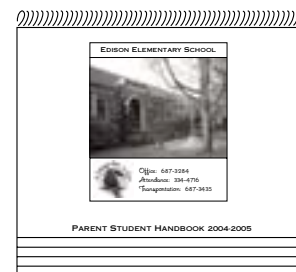 EDISON ELEMENTARY SCHOOL
Office: 687-3284
Attendance: 334-4716
Transportation: 687-3435
PARENT STUDENT HANDBOOK 2004-2005